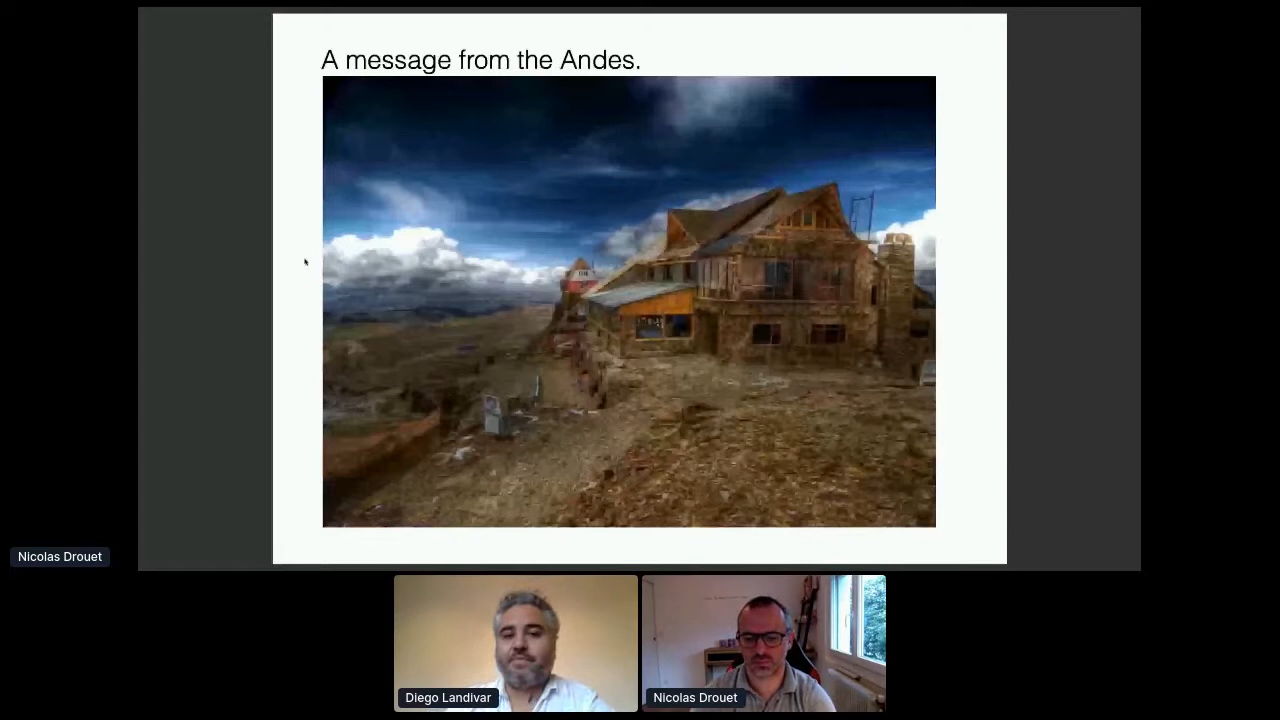 A message from the Andes.
Nicolas Drouet
Diego Landivar
Nicolas Drouet